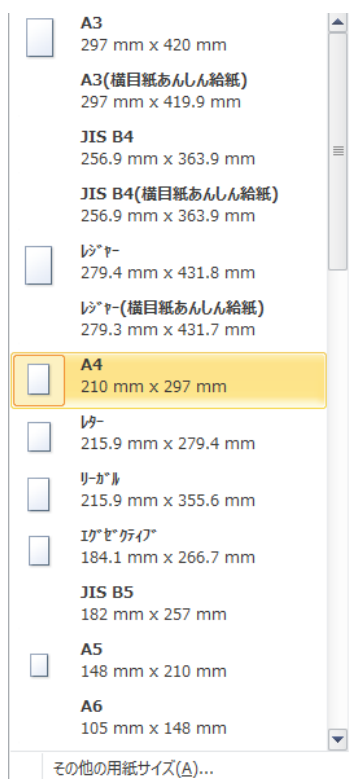 A3
297 mm x 420 mm
A3(横目紙あんしん給紙)
297 mm x 419.9 mm
JIS B4
256.9 mm x 363.9 mm
JIS B4(横目紙あんしん給紙)
256.9 mm x 363.9 mm
ﾚｼﾞｬｰ
279.4 mm x 431.8 mm
ﾚｼﾞｬｰ(横目紙あんしん給紙)
279.3 mm x 431.7 mm
A4
210 mm x 297 mm
ﾚﾀｰ
215.9 mm x 279.4 mm
ﾘｰｶﾞﾙ
215.9 mm x 355.6 mm
ｴｸﾞｾﾞｸﾃｨﾌﾞ
184.1 mm x 266.7 mm
JIS B5
182 mm x 257 mm
A5
148 mm x 210 mm
A6
105 mm x 148 mm
その他の用紙サイズ(A)...